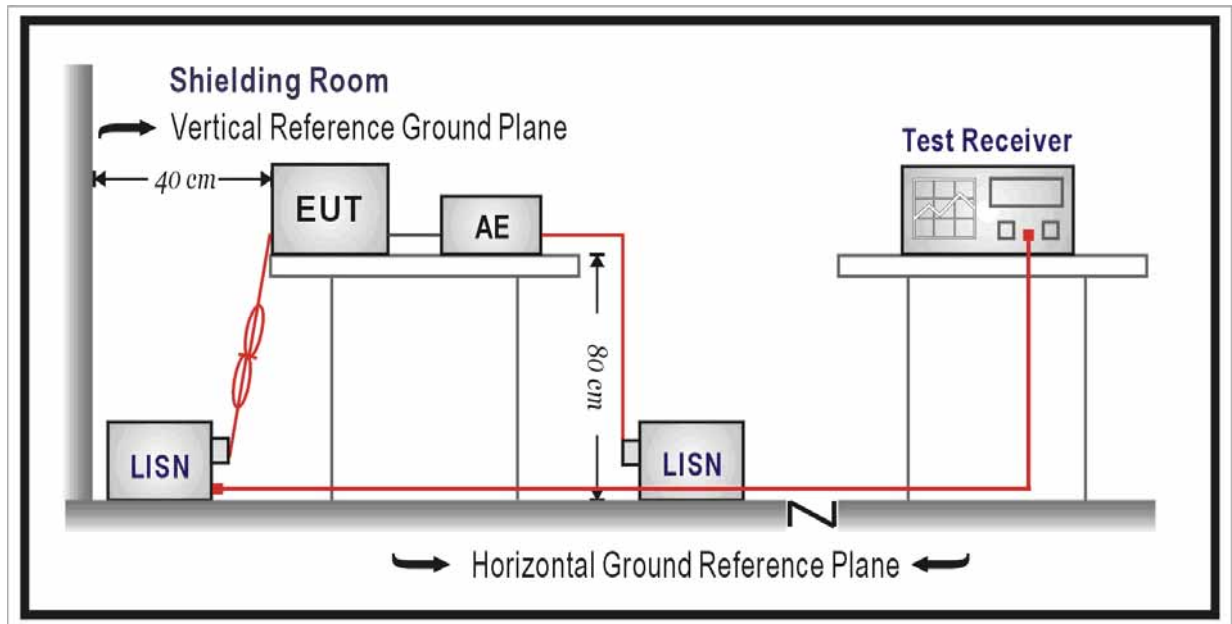 Shielding Room
Vertical Reference Ground Plane
Test Receiver
40 cm
EUT
AE
80 cm
LISN
LISN
Horizontal Ground Reference Plane